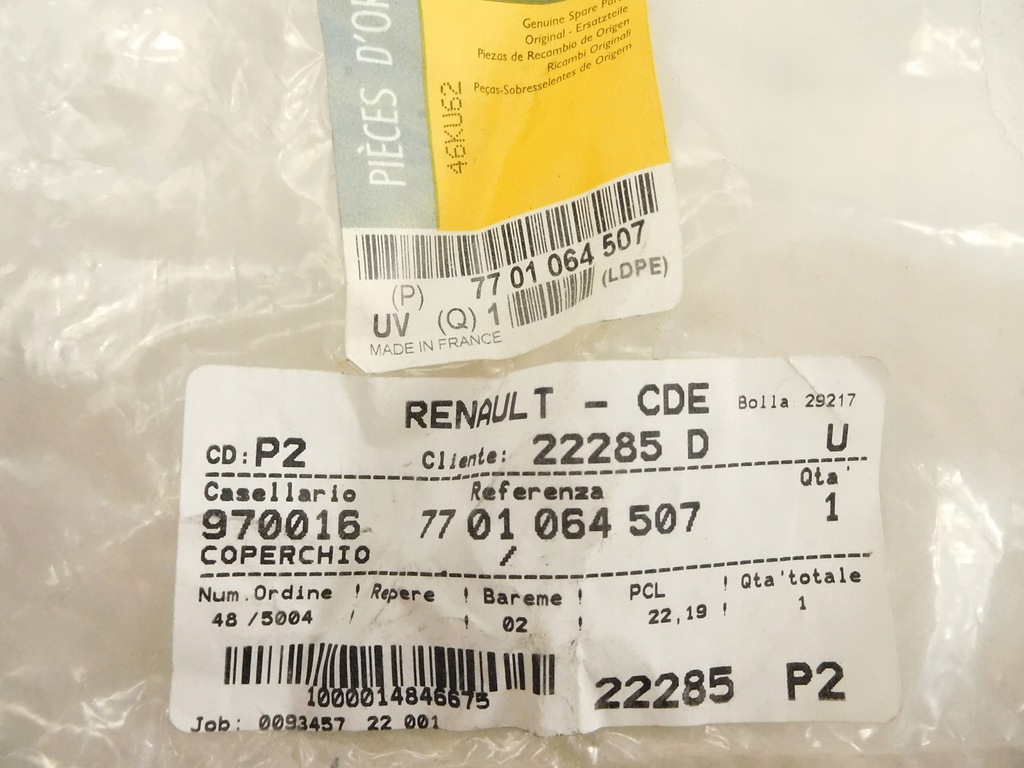 PIÈCES D'OR
Genuine Spare
Original - Ersatzteile
Piezas de Recambio de Origen
Ricambi Originali
Peças-Sobresselentes de Origem
46KU62
77 01 064 507
(P)
(LDPE)
UV (Q) 1
MADE IN FRANCE
RENAULT - CDE Bolla 29217
CD: P2 Cliente: 22285 D U
Casellario Referenza Qta'
970016 77 01 064 507 1
COPERCHIO /
Num.Ordine ! Repere ! Bareme ! PCL ! Qta'totale
48 /5004 ! ! 02 ! 22,19 ! 1
1000014846675
22285 P2
Job: 0093457 22 001